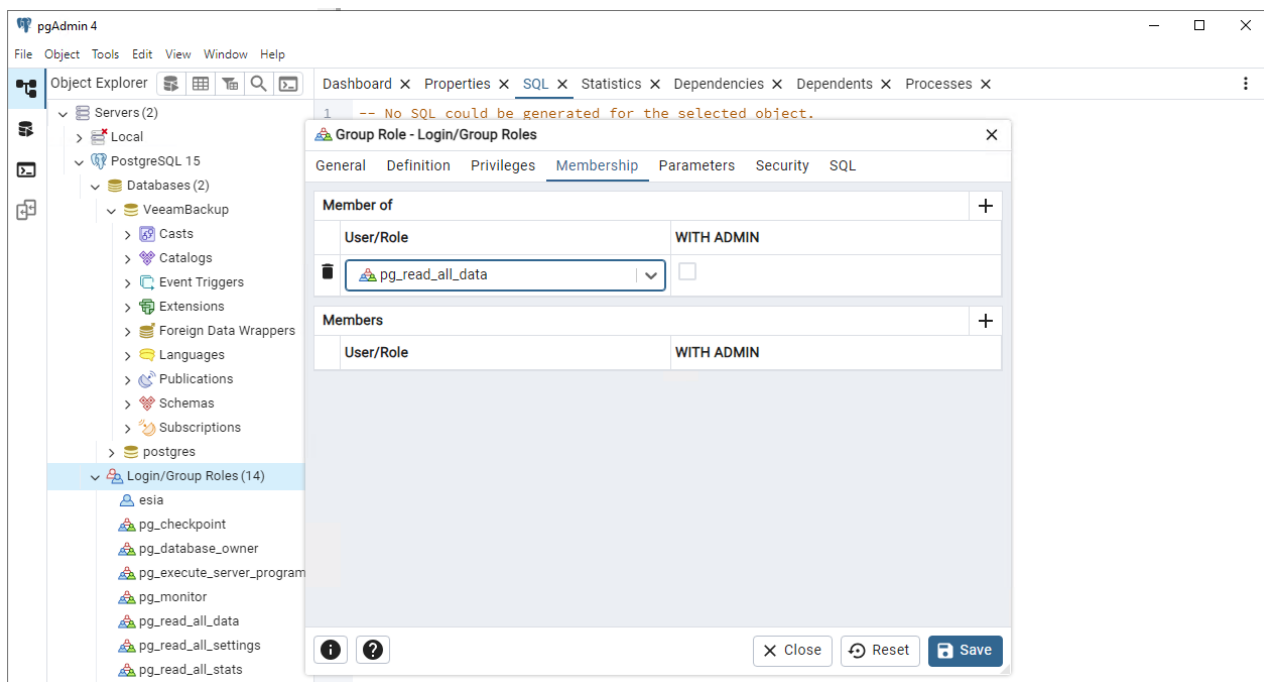 pgAdmin 4
File Object Tools Edit View Window Help
Object Explorer
Dashboard Properties SQL Statistics Dependencies Dependents Processes
Servers (2)
1 -- No SQL could be generated for the selected object.
Local
PostgreSQL 15
Databases (2)
VeeamBackup
Casts
Catalogs
Event Triggers
Extensions
Foreign Data Wrappers
Languages
Publications
Schemas
Subscriptions
postgres
Login/Group Roles (14)
esia
pg_checkpoint
pg_database_owner
pg_execute_server_program
pg_monitor
pg_read_all_data
pg_read_all_settings
pg_read_all_stats
Group Role - Login/Group Roles
General Definition Privileges Membership Parameters Security SQL
Member of
User/Role WITH ADMIN
pg_read_all_data
Members
User/Role WITH ADMIN
Close Reset Save